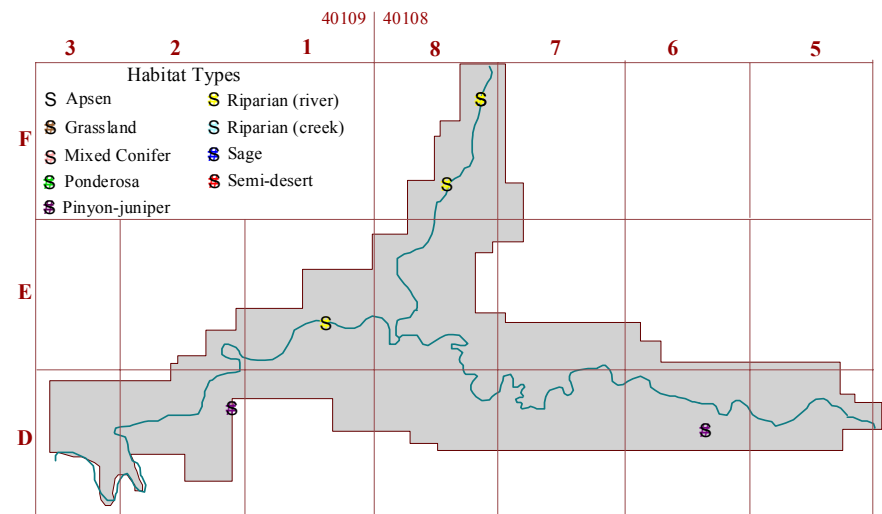 40109 40108
3 2 1 8 7 6 5
Habitat Types
S Apsen
S Riparian (river)
S Grassland
S Riparian (creek)
F
S Mixed Conifer
S Sage
S Ponderosa
S Semi-desert
S Pinyon-juniper
S
S
E
S
D
S
S